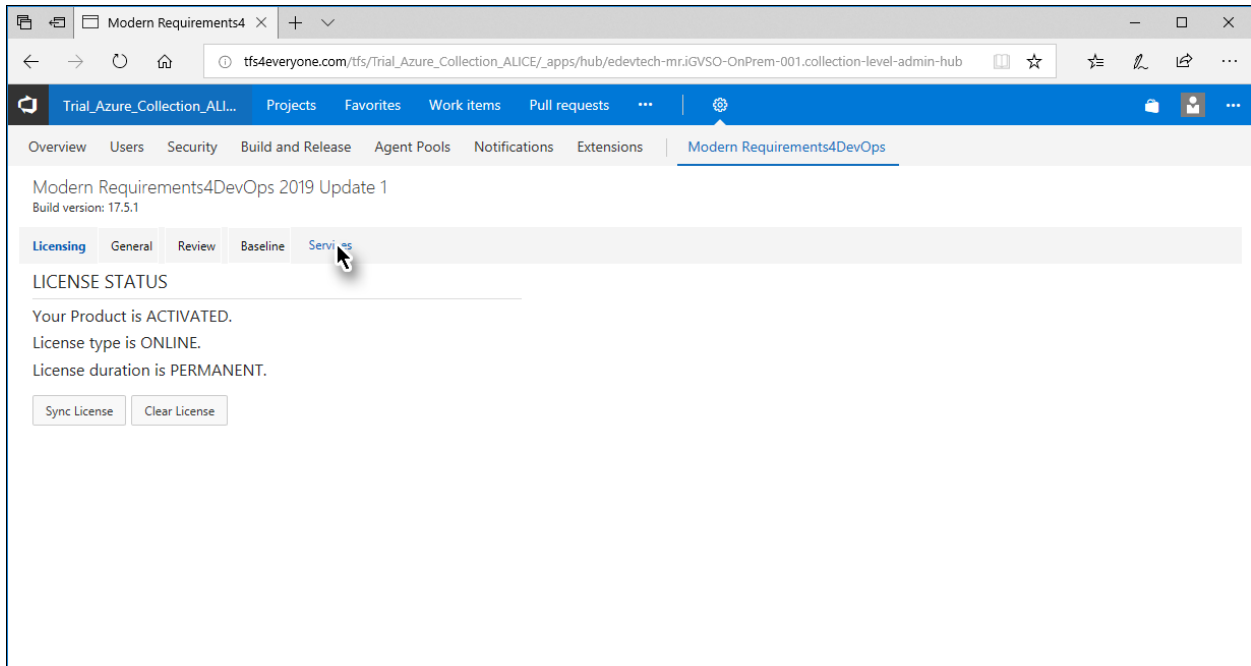 Modern Requirements4
tfs4everyone.com/tfs/Trial_Azure_Collection_ALICE/_apps/hub/edevtech-mr.iGVSO-OnPrem-001.collection-level-admin-hub
Trial_Azure_Collection_ALI... Projects Favorites Work items Pull requests ...
Overview Users Security Build and Release Agent Pools Notifications Extensions Modern Requirements4DevOps
Modern Requirements4DevOps 2019 Update 1
Build version: 17.5.1
Licensing General Review Baseline Services
LICENSE STATUS
Your Product is ACTIVATED.
License type is ONLINE.
License duration is PERMANENT.
Sync License Clear License